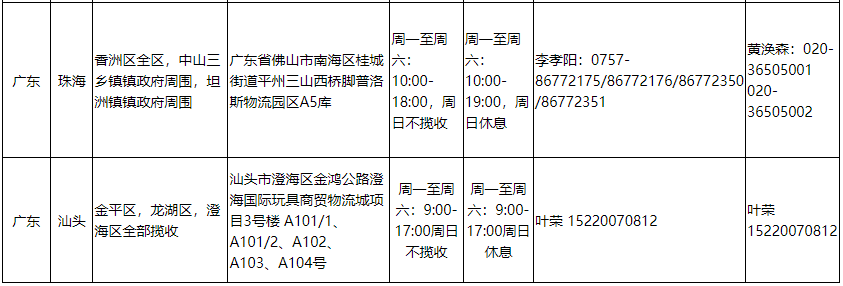 广东
珠海
香洲区全区，中山三
乡镇镇政府周围，坦
洲镇镇政府周围
广东省佛山市南海区桂城
街道平州三山西桥脚普洛
斯物流园区A5库
周一至周
六：
10:00-
18:00，周
日不揽收
周一至周
六：
10:00-
19:00，周
日休息
李孝阳：0757-
86772175/86772176/86772350
/86772351
黄涣森：020-
36505001
020-
36505002
广东
汕头
金平区，龙湖区，澄
海区全部揽收
汕头市澄海区金鸿公路澄
海国际玩具商贸物流城项
目3号楼 A101/1、
A101/2、A102、
A103、A104号
周一至周
六：9:00-
17:00周日
不揽收
周一至周
六：9:00-
17:00周日
休息
叶荣 15220070812
叶荣
15220070812